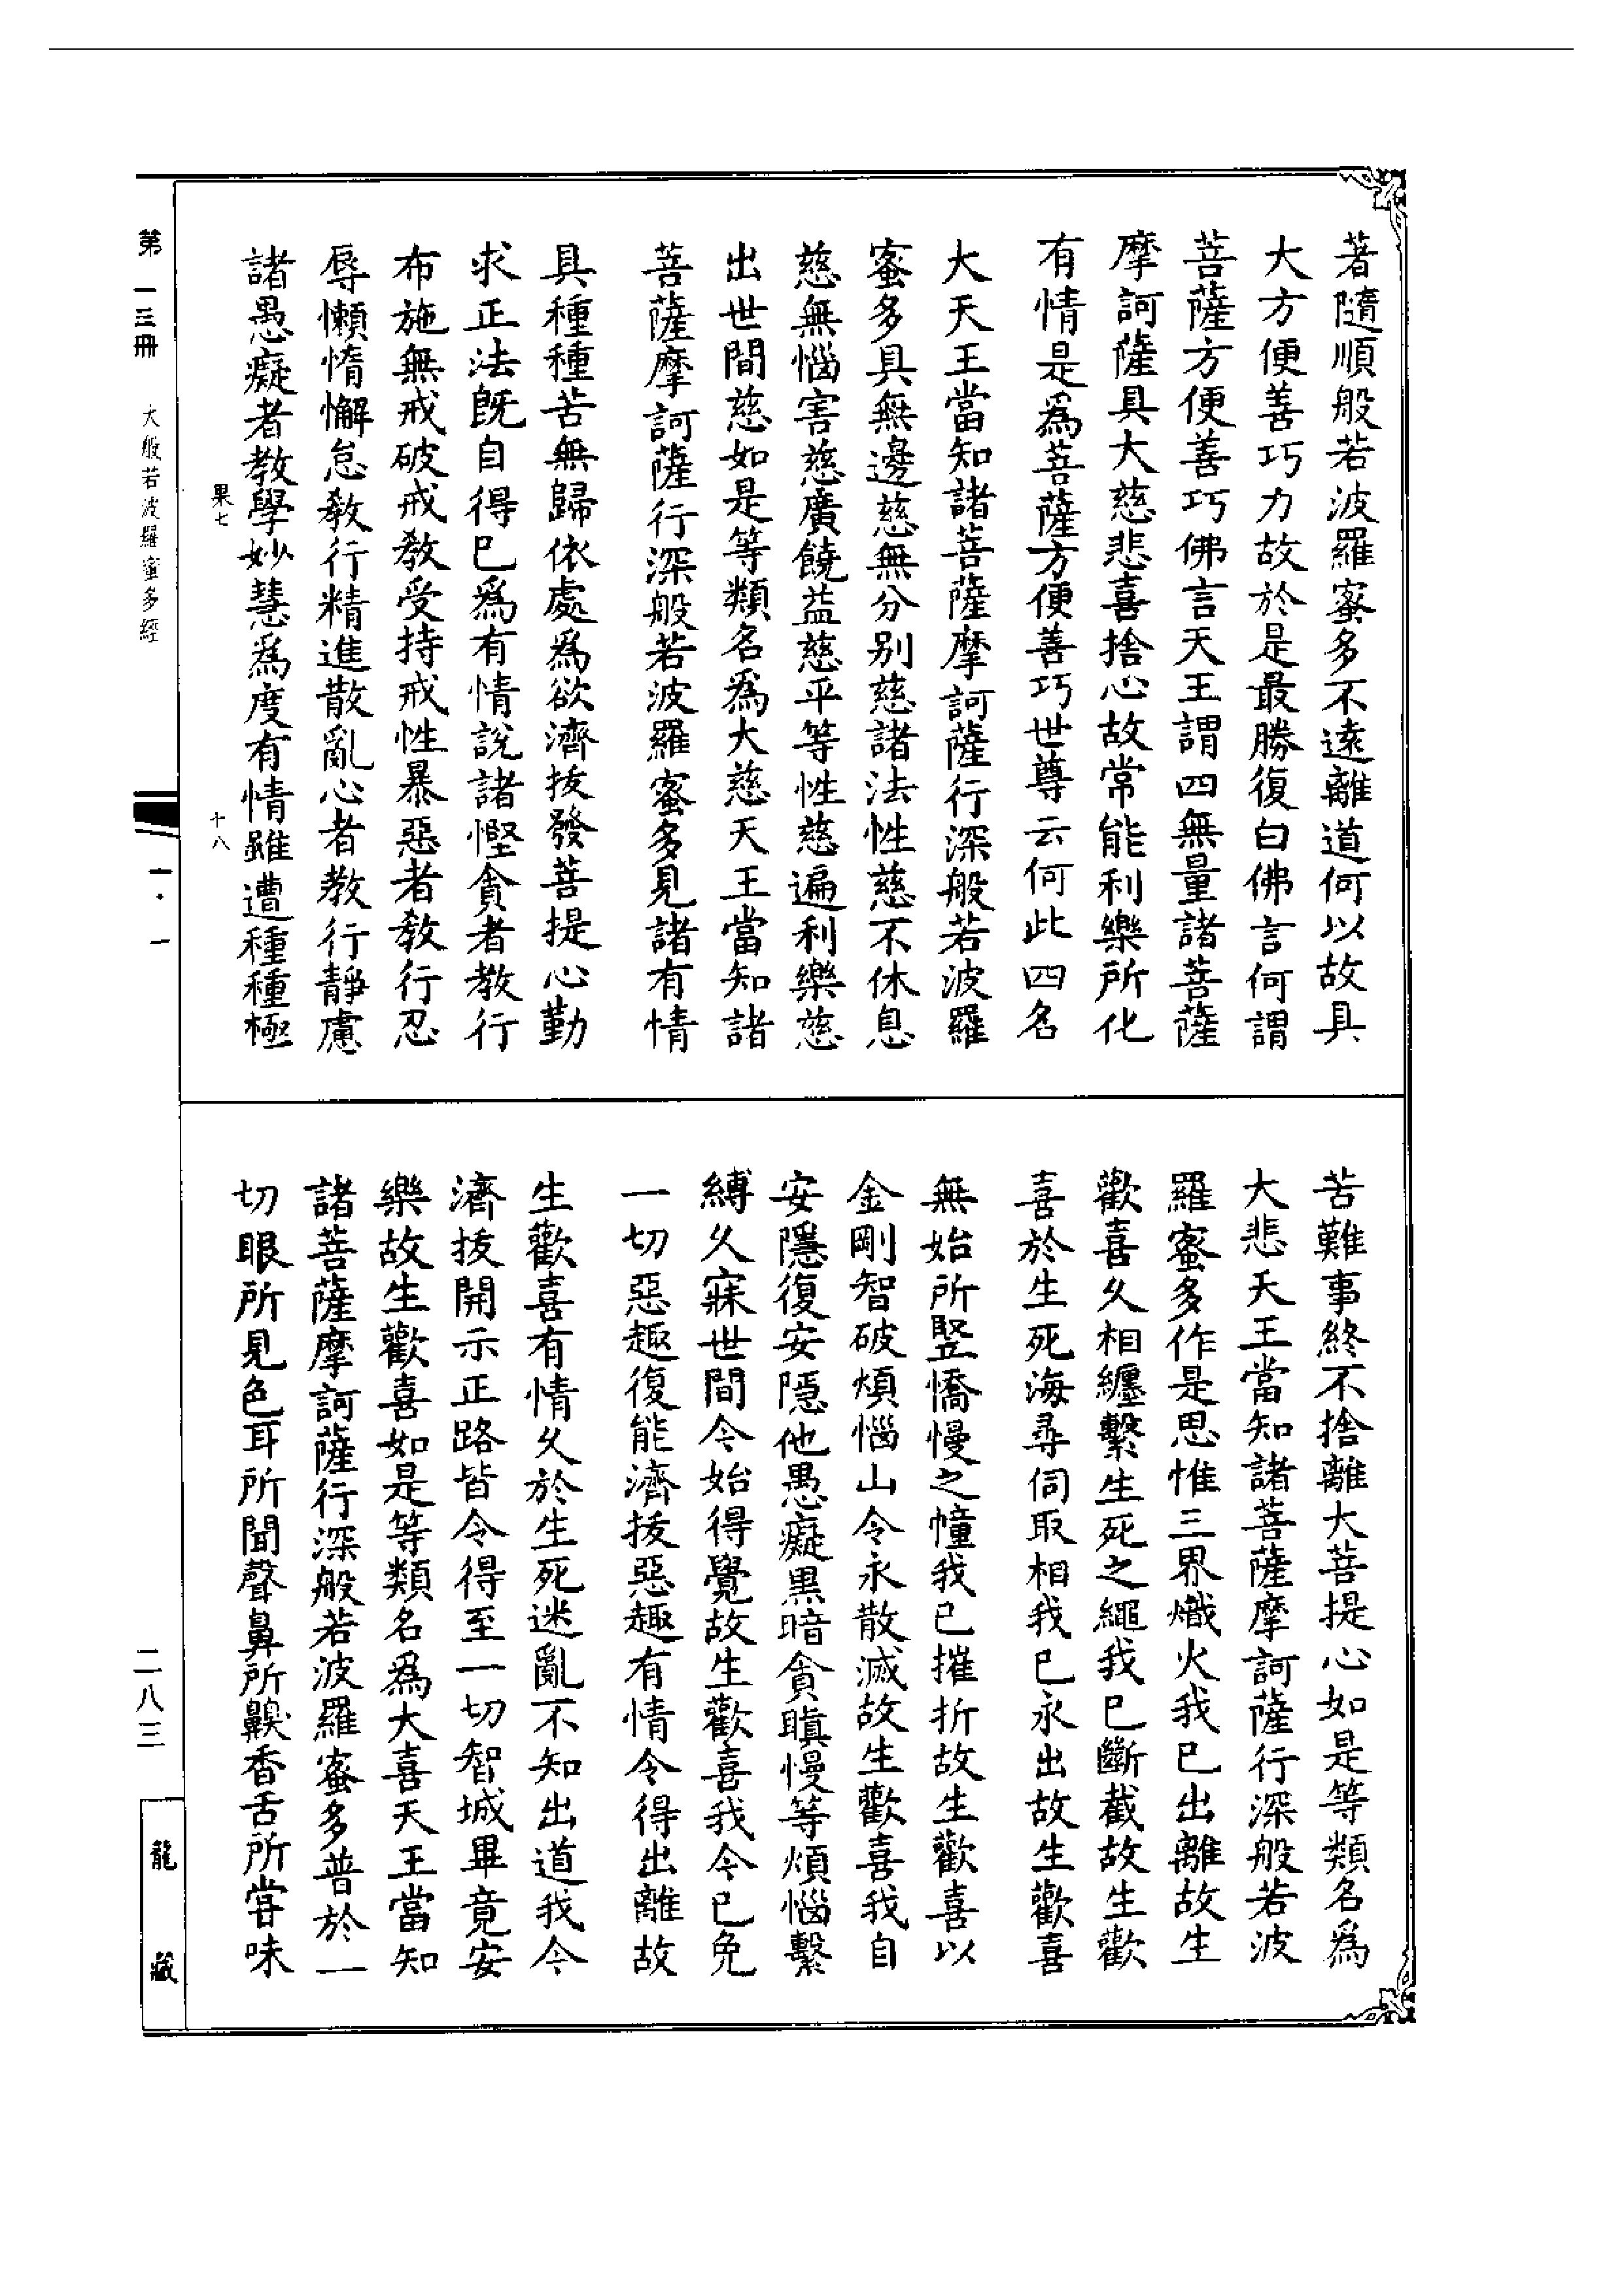 著隨順般若波羅蜜多不遠離道何以故具
大方便善巧力故於是最勝復白佛言何謂
菩薩方便善巧佛言天王謂四無量諸菩薩
摩訶薩具大慈悲喜捨心故常能利樂所化
有情是爲菩薩方便善巧世尊云何此四名
大天王當知諸菩薩摩訶薩行深般若波羅
蜜多具無邊慈無分別慈諸法性慈不休息
慈無惱害慈廣饒益慈平等性慈遍利樂慈
出世間慈如是等類名爲大慈天王當知諸
菩薩摩訶薩行深般若波羅蜜多見諸有情
具種種苦無歸依處爲欲濟拔發菩提心勤
求正法既自得已爲有情說諸慳貪者教行
布施無戒破戒教受持戒性暴惡者教行忍
辱懶惰懈怠教行精進散亂心者教行靜慮
諸愚癡者教學妙慧爲度有情雖遭種種極
果七
十八
苦難事終不捨離大菩提心如是等類名爲
大悲天王當知諸菩薩摩訶薩行深般若波
羅蜜多作是思惟三界熾火我已出離故生
歡喜久相纏繫生死之繩我已斷截故生歡
喜於生死海尋伺取相我已永出故生歡喜
無始所竪憍慢之幢我已摧折故生歡喜以
金剛智破煩惱山令永散滅故生歡喜我自
安隱復安隱他愚癡黑暗貪瞋慢等煩惱繫
縛久寐世間今始得覺故生歡喜我今已免
一切惡趣復能濟拔惡趣有情令得出離故
生歡喜有情久於生死迷亂不知出道我今
濟拔開示正路皆令得至一切智城畢竟安
樂故生歡喜如是等類名爲大喜天王當知
諸菩薩摩訶薩行深般若波羅蜜多普於一
切眼所見色耳所聞聲鼻所齅香舌所甞味
第一三冊
大般若波羅蜜多經
一·一
二八三
龍藏